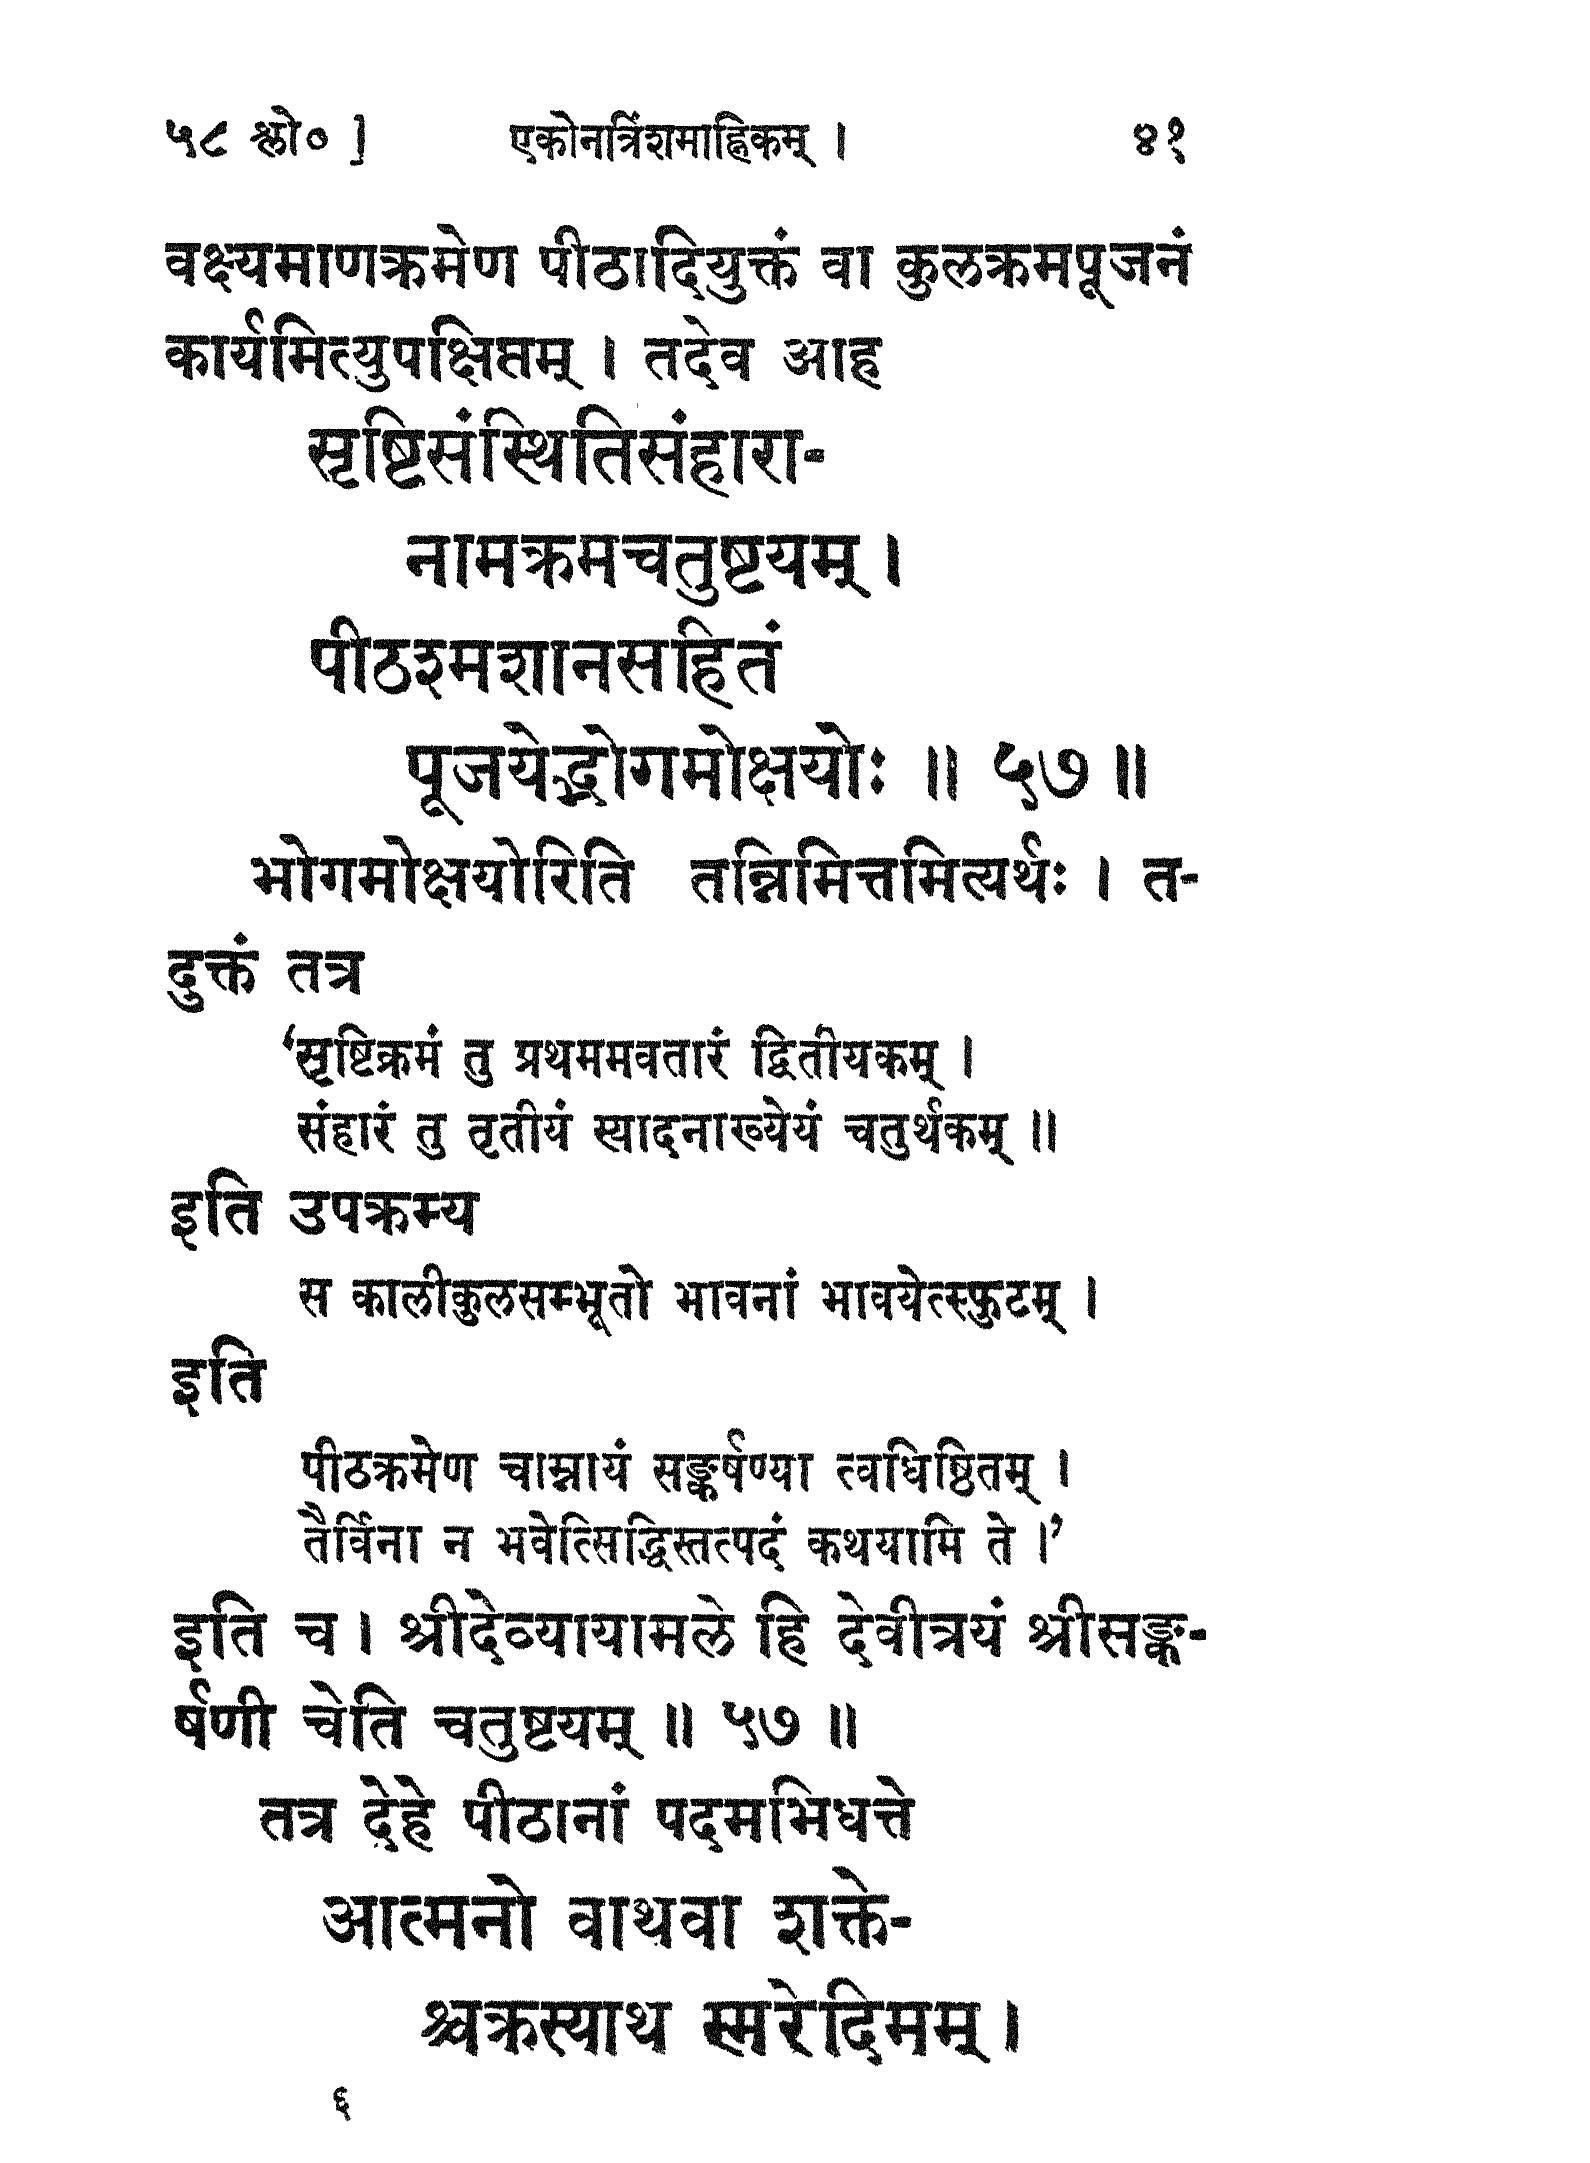 ५८ श्लो० ] एकोनत्रिंशमाह्निकम् । ४१
वक्ष्यमाणक्रमेण पीठादियुक्तं वा कुलक्रमपूजनं
कार्यमित्युपक्षिप्तम् । तदेव आह
सृष्टिसंस्थितिसंहारा-
नामक्रमचतुष्टयम् ।
पीठश्मशानसहितं
पूजयेद्भोगमोक्षयोः ॥ ५७ ॥
भोगमोक्षयोरिति तन्निमित्तमित्यर्थः । त-
दुक्तं तत्र
‘सृष्टिक्रमं तु प्रथममवतारं द्वितीयकम् ।
संहारं तु तृतीयं स्यादनाख्येयं चतुर्थकम् ॥
इति उपक्रम्य
स कालीकुलसम्भूतो भावनां भावयेत्स्फुटम् ।
इति
पीठक्रमेण चाम्नायं सङ्कर्षण्या त्वधिष्ठितम् ।
तैर्विना न भवेत्सिद्धिस्तत्पदं कथयामि ते ।’
इति च । श्रीदेव्यायामले हि देवीत्रयं श्रीसङ्क-
र्षणी चेति चतुष्टयम् ॥ ५७ ॥
तत्र देहे पीठानां पदमभिधत्ते
आत्मनो वाथवा शक्ते-
श्चक्रस्याथ स्मरेदिमम् ।
६